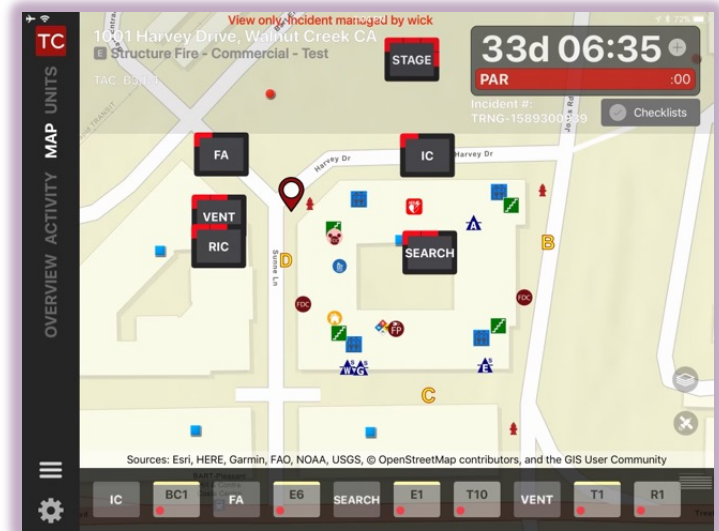 View only. Incident managed by wick
1001 Harvey Drive, Walnut Creek CA
E Structure Fire - Commercial - Test
72%
TC
STAGE
33d 06:35
PAR :00
Incident #:
TRNG-1589300939
Checklists
OVERVIEW ACTIVITY MAP UNITS
FA
IC
Harvey Dr
Harvey Dr
VENT
RIC
SEARCH
A
B
D
Sunne Ln
FDC
FDC
FP
S
S
S
W
G
E
C
Sources: Esri, HERE, Garmin, FAO, NOAA, USGS, © OpenStreetMap contributors, and the GIS User Community
IC
BC1
FA
E6
SEARCH
E1
T10
VENT
T1
R1